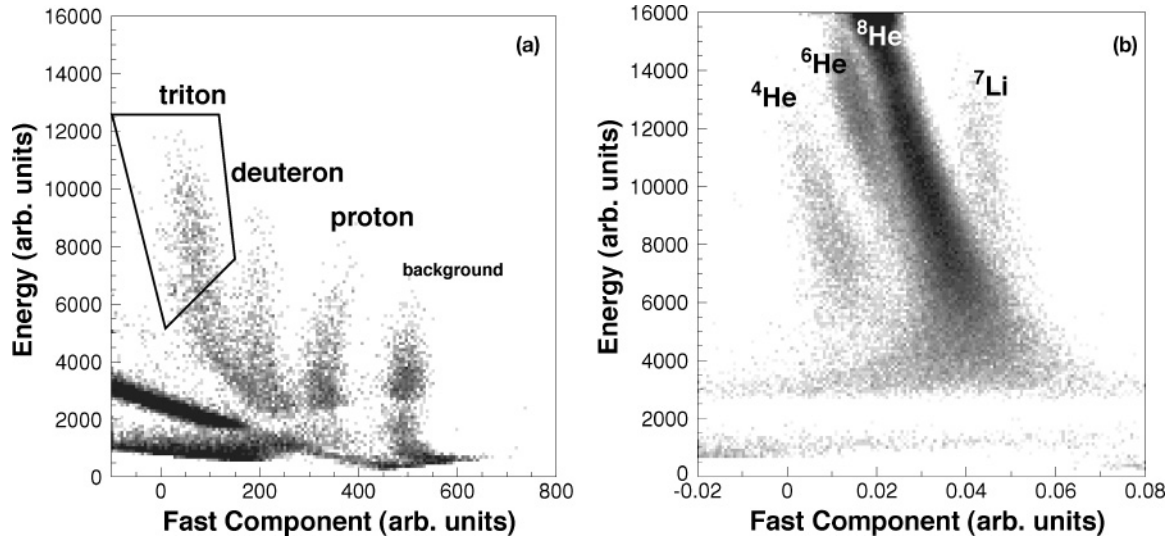 (a)
triton
deuteron
proton
background
16000
14000
12000
10000
8000
6000
4000
2000
0
0
200
400
600
800
Energy (arb. units)
Fast Component (arb. units)
(b)
⁸He
⁶He
⁴He
⁷Li
16000
14000
12000
10000
8000
6000
4000
2000
0
-0.02
0
0.02
0.04
0.06
0.08
Energy (arb. units)
Fast Component (arb. units)